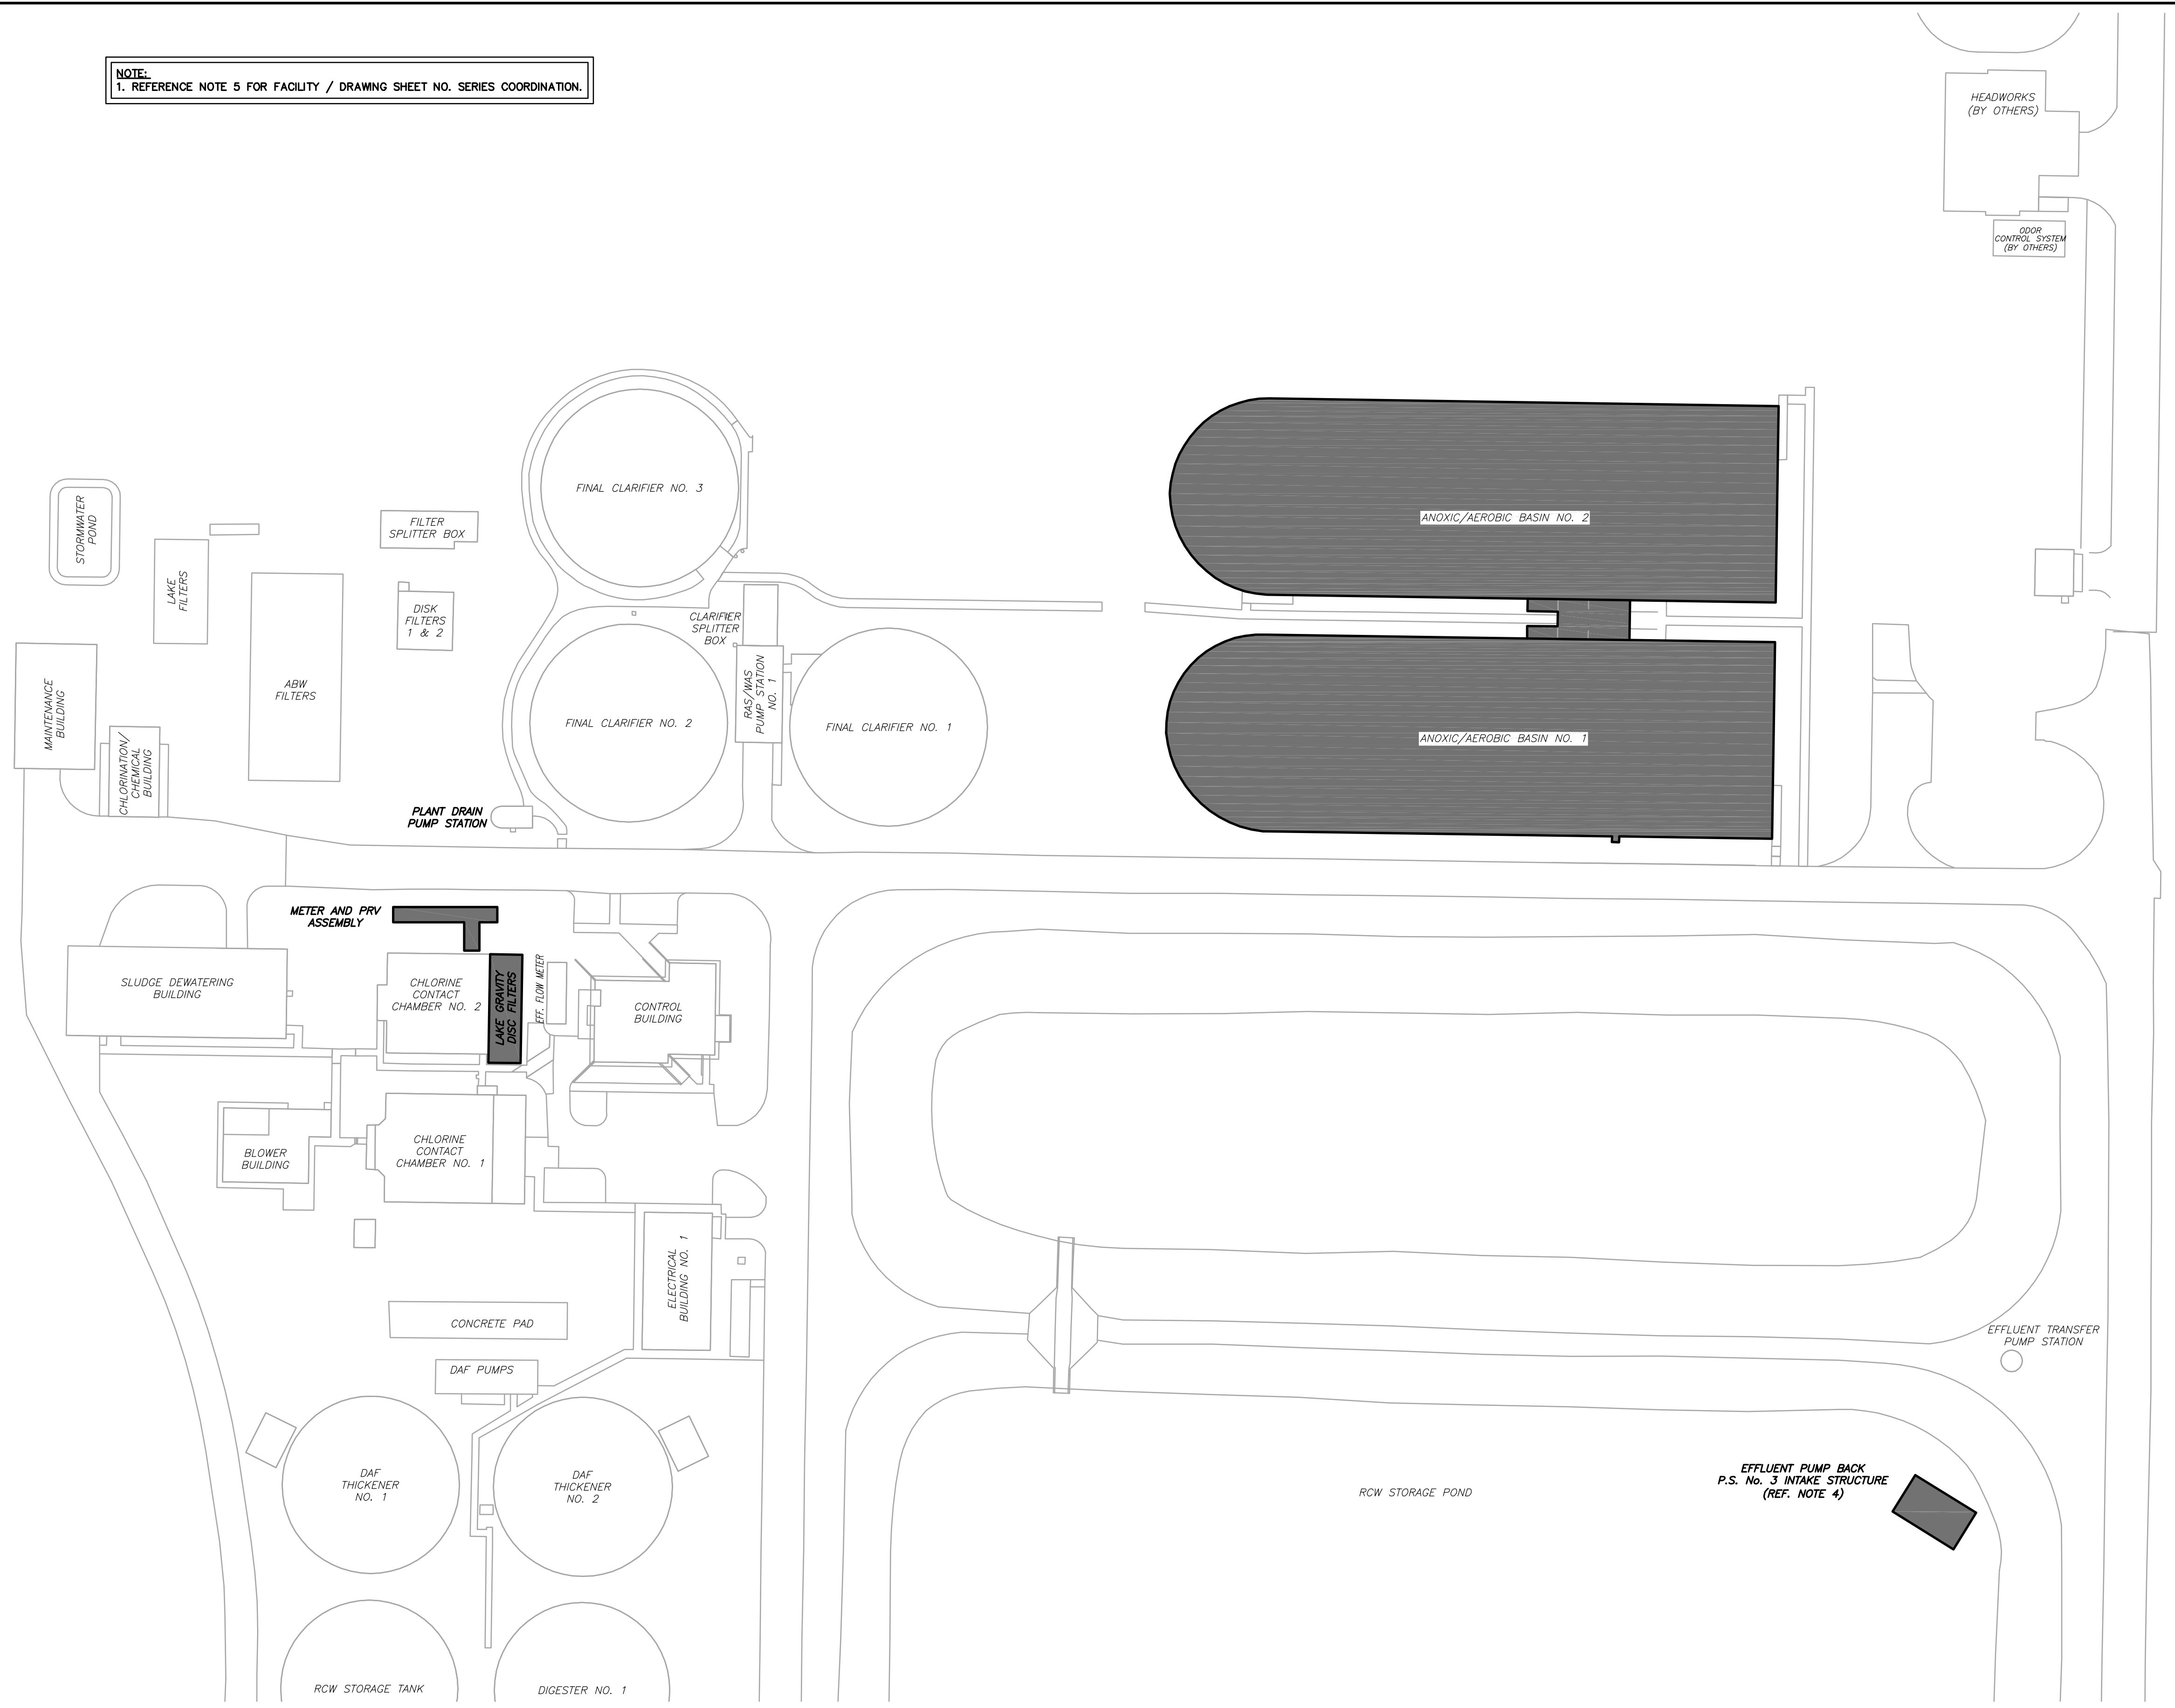 NOTE:
1. REFERENCE NOTE 5 FOR FACILITY / DRAWING SHEET NO. SERIES COORDINATION.
HEADWORKS
(BY OTHERS)
ODOR
CONTROL SYSTEM
(BY OTHERS)
FINAL CLARIFIER NO. 3
STORMWATER
POND
FILTER
SPLITTER BOX
ANOXIC/AEROBIC BASIN NO. 2
LAKE
FILTERS
DISK
FILTERS
1 & 2
CLARIFIER
SPLITTER
BOX
ABW
FILTERS
MAINTENANCE
BUILDING
RAS/WAS
PUMP STATION
NO. 1
FINAL CLARIFIER NO. 2
FINAL CLARIFIER NO. 1
ANOXIC/AEROBIC BASIN NO. 1
CHLORINATION/
CHEMICAL
BUILDING
PLANT DRAIN
PUMP STATION
METER AND PRV
ASSEMBLY
SLUDGE DEWATERING
BUILDING
CHLORINE
CONTACT
CHAMBER NO. 2
LAKE GRAVITY
DISC FILTERS
EFF. FLOW METER
CONTROL
BUILDING
BLOWER
BUILDING
CHLORINE
CONTACT
CHAMBER NO. 1
ELECTRICAL
BUILDING NO. 1
CONCRETE PAD
EFFLUENT TRANSFER
PUMP STATION
DAF PUMPS
DAF
THICKENER
NO. 1
DAF
THICKENER
NO. 2
RCW STORAGE POND
EFFLUENT PUMP BACK
P.S. No. 3 INTAKE STRUCTURE
(REF. NOTE 4)
RCW STORAGE TANK
DIGESTER NO. 1